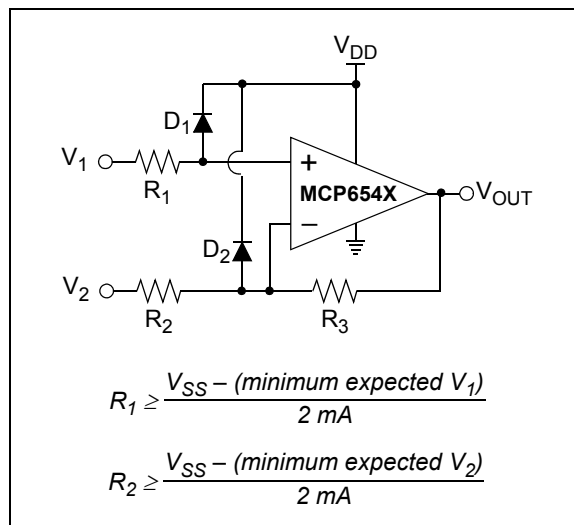 V_DD
D_1
V_1
R_1
+
MCP654X
−
V_OUT
D_2
V_2
R_2
R_3
R_1 ≥ V_SS – (minimum expected V_1) / 2 mA
R_2 ≥ V_SS – (minimum expected V_2) / 2 mA